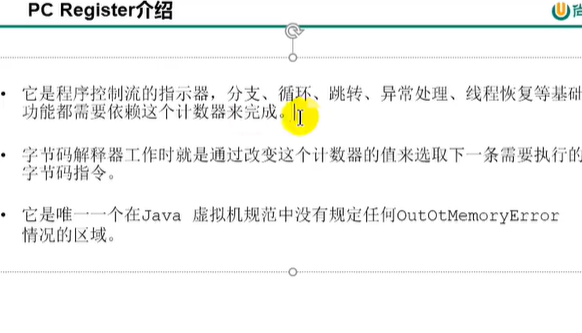 PC Register介绍
尚
• 它是程序控制流的指示器，分支、循环、跳转、异常处理、线程恢复等基础
功能都需要依赖这个计数器来完成。
• 字节码解释器工作时就是通过改变这个计数器的值来选取下一条需要执行的
字节码指令。
• 它是唯一一个在Java 虚拟机规范中没有规定任何OutOtMemoryError
情况的区域。